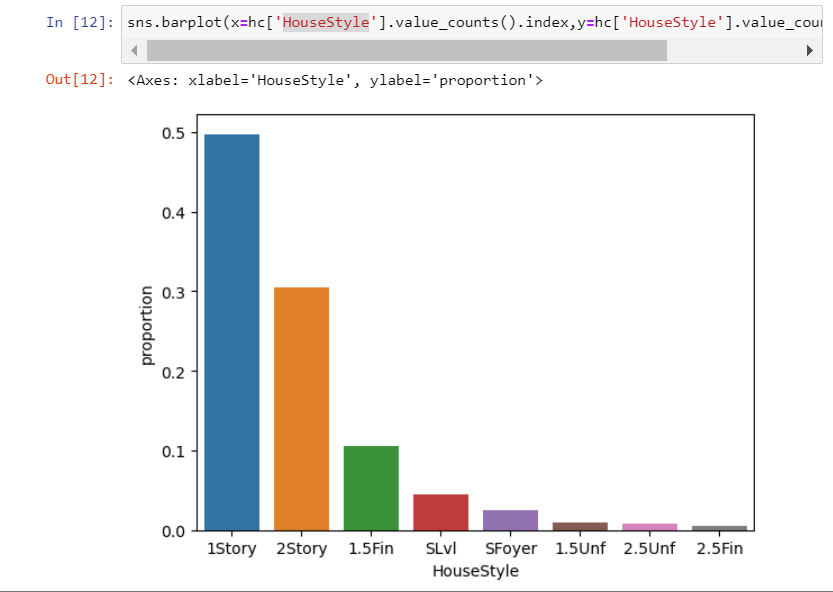 In [12]: sns.barplot(x=hc['HouseStyle'].value_counts().index,y=hc['HouseStyle'].value_cou
Out[12]: <Axes: xlabel='HouseStyle', ylabel='proportion'>
0.5
0.4
0.3
0.2
0.1
0.0
proportion
1Story 2Story 1.5Fin SLvl SFoyer 1.5Unf 2.5Unf 2.5Fin
HouseStyle